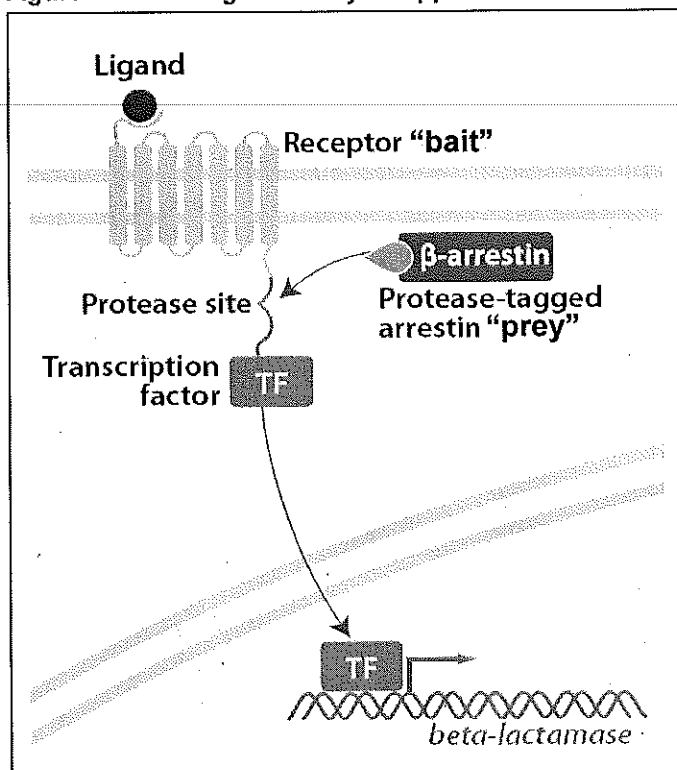 Ligand
Receptor "bait"
β-arrestin
Protease site
Protease-tagged
arrestin "prey"
Transcription
factor
TF
TF
beta-lactamase